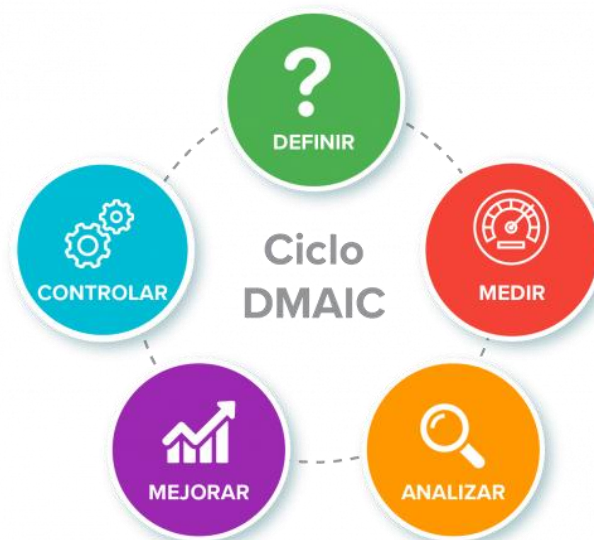 ?
DEFINIR
Ciclo
DMAIC
MEDIR
ANALIZAR
MEJORAR
CONTROLAR